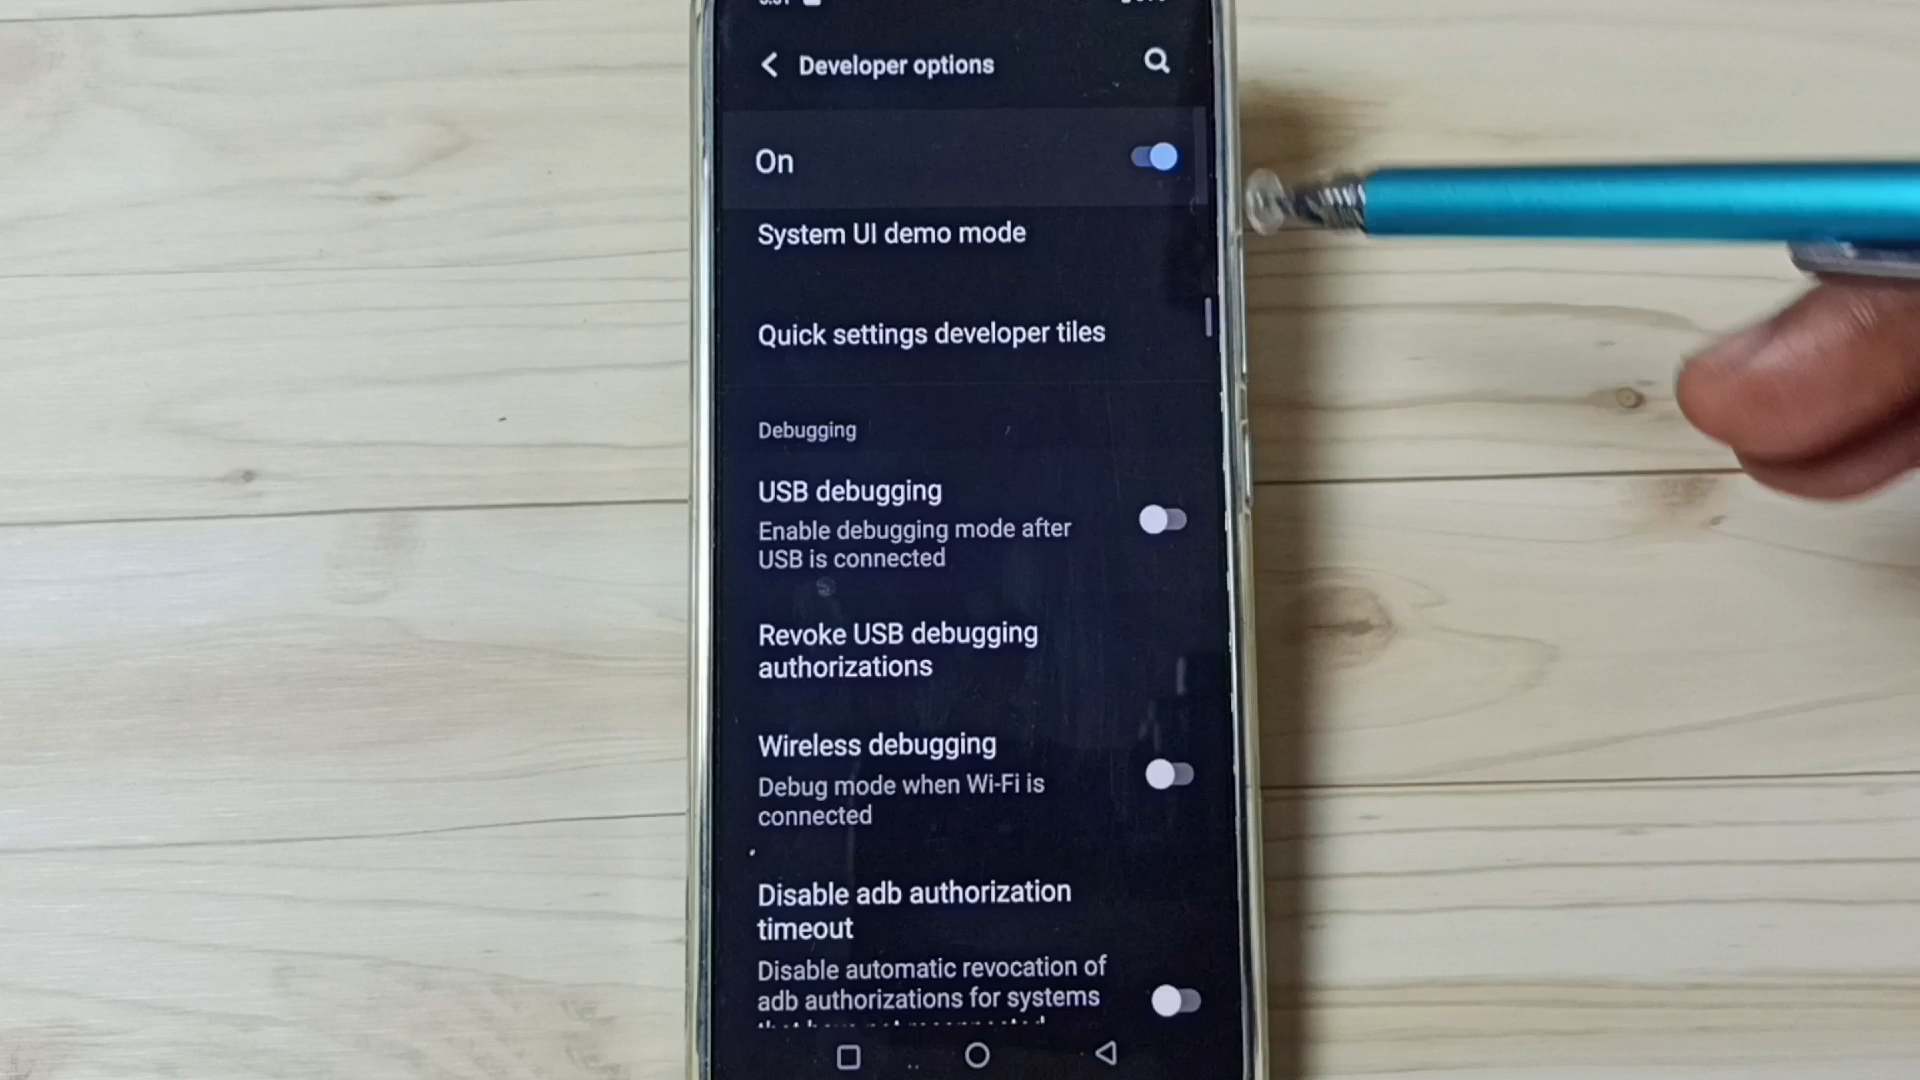 Developer options
On
System UI demo mode
Quick settings developer tiles
Debugging
USB debugging
Enable debugging mode after
USB is connected
Revoke USB debugging
authorizations
Wireless debugging
Debug mode when Wi-Fi is
connected
Disable adb authorization
timeout
Disable automatic revocation of
adb authorizations for systems